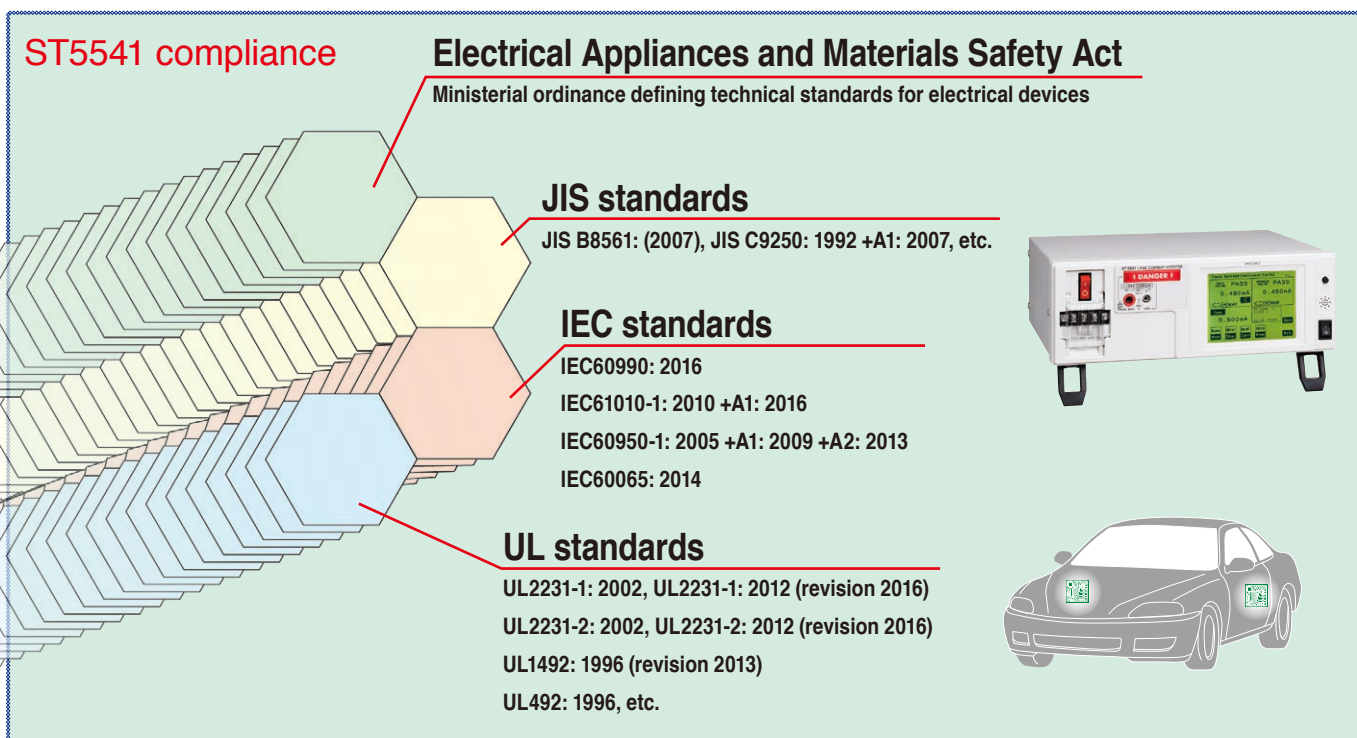 ST5541 compliance
Electrical Appliances and Materials Safety Act
Ministerial ordinance defining technical standards for electrical devices
JIS standards
JIS B8561: (2007), JIS C9250: 1992 +A1: 2007, etc.
IEC standards
IEC60990: 2016
IEC61010-1: 2010 +A1: 2016
IEC60950-1: 2005 +A1: 2009 +A2: 2013
IEC60065: 2014
UL standards
UL2231-1: 2002, UL2231-1: 2012 (revision 2016)
UL2231-2: 2002, UL2231-2: 2012 (revision 2016)
UL1492: 1996 (revision 2013)
UL492: 1996, etc.
DANGER
PASS PASS